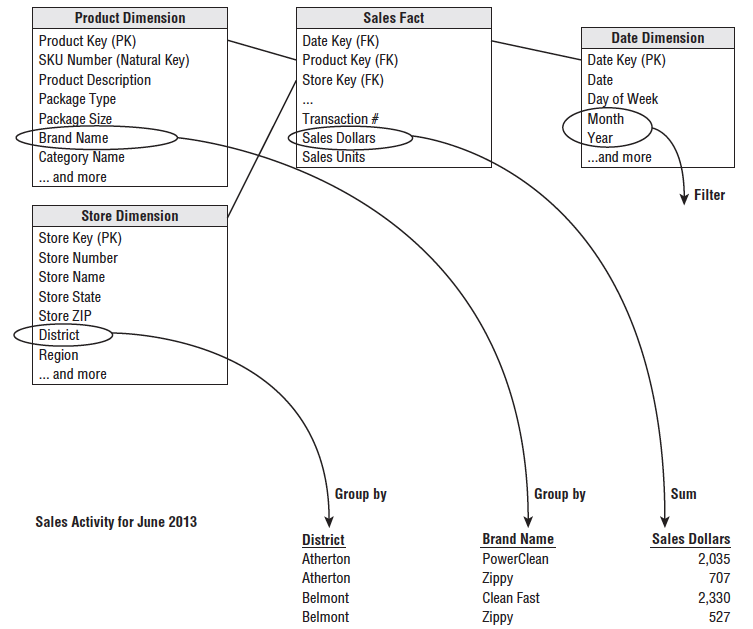 Product Dimension
Product Key (PK)
SKU Number (Natural Key)
Product Description
Package Type
Package Size
Brand Name
Category Name
... and more
Sales Fact
Date Key (FK)
Product Key (FK)
Store Key (FK)
...
Transaction #
Sales Dollars
Sales Units
Date Dimension
Date Key (PK)
Date
Day of Week
Month
Year
...and more
Filter
Store Dimension
Store Key (PK)
Store Number
Store Name
Store State
Store ZIP
District
Region
... and more
Group by
Group by
Sum
Sales Activity for June 2013
District Brand Name Sales Dollars
Atherton PowerClean 2,035
Atherton Zippy 707
Belmont Clean Fast 2,330
Belmont Zippy 527